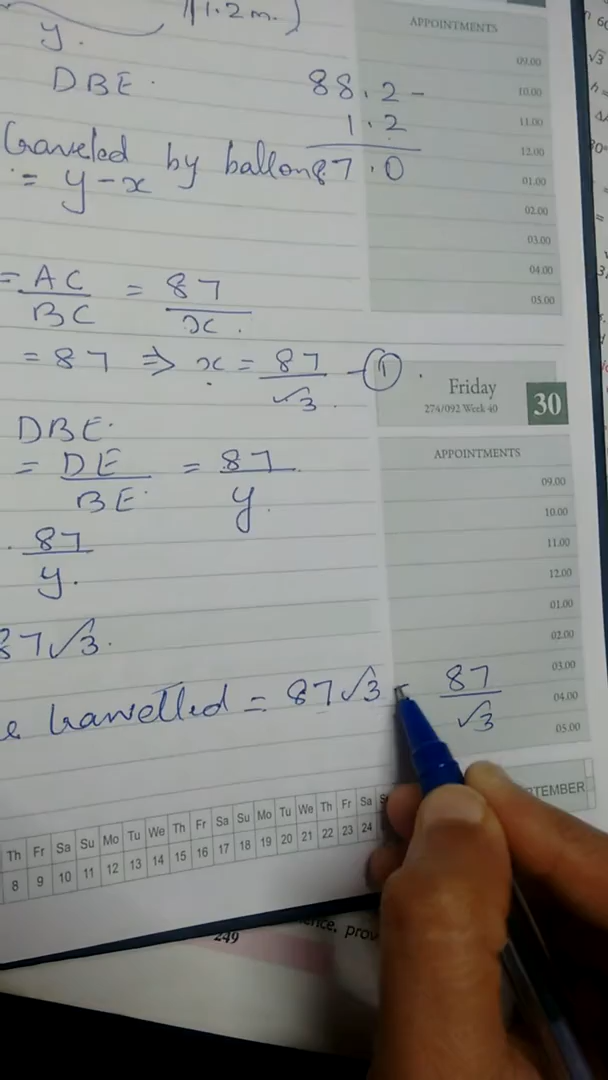 y.
1.2m.)
DBE.
88.2-
1.2
87.0
traveled by ballon
= y-x
= AC/BC = 87/x.
= 87 ⇒ x = 87/√3 -①.
DBE.
= DE/BE. = 87/y.
87/y.
87√3.
travelled = 87√3 - 87/√3
APPOINTMENTS
09.00
10.00
11.00
12.00
01.00
02.00
03.00
04.00
05.00
Friday
274/092 Week 40
30
APPOINTMENTS
09.00
10.00
11.00
12.00
01.00
02.00
03.00
04.00
05.00
Th Fr Sa Su Mo Tu We Th Fr Sa Su Mo Tu We Th Fr Sa
8 9 10 11 12 13 14 15 16 17 18 19 20 21 22 23 24
249